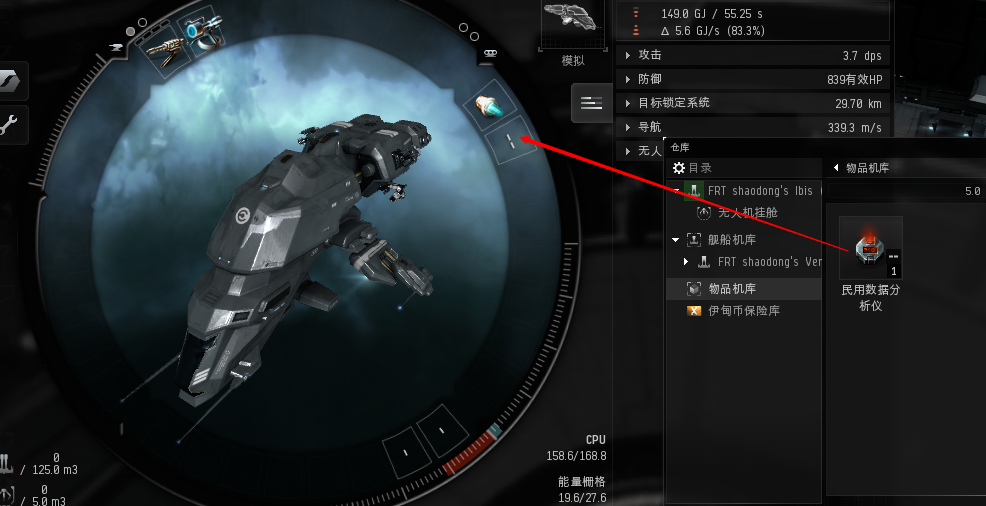 149.0 GJ / 55.25 s
Δ 5.6 GJ/s (83.3%)
模拟
攻击 3.7 dps
防御 839有效HP
目标锁定系统 29.70 km
导航 339.3 m/s
无人
仓库
目录
物品机库
FRT shaodong's Ibis (
5.0
无人机挂舱
舰船机库
FRT shaodong's Ver
物品机库
伊甸币保险库
1
民用数据分
析仪
CPU
158.6/168.8
能量栅格
19.6/27.6
0
/ 125.0 m3
0
/ 5.0 m3